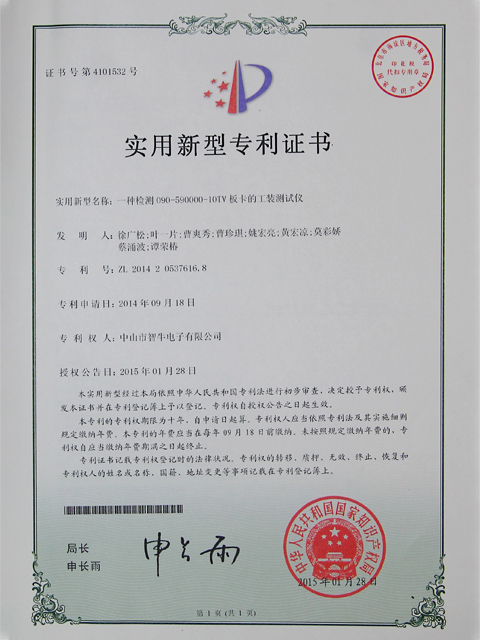 证书号第4101532号
实用新型专利证书
实用新型名称：一种检测090-590000-10TV板卡的工装测试仪
发明人：徐广松;叶一片;曹爽秀;曹珍琪;姚宏亮;黄宏凉;莫彩娇
蔡涌波;谭荣椿
专利号：ZL 2014 2 0537616.8
专利申请日：2014年09月18日
专利权人：中山市智牛电子有限公司
授权公告日：2015年01月28日
本实用新型经过本局依照中华人民共和国专利法进行初步审查，决定授予专利权，颁
发本证书并在专利登记簿上予以登记。专利权自授权公告之日起生效。
本专利的专利权期限为十年，自申请日起算。专利权人应当依照专利法及其实施细则
规定缴纳年费。本专利的年费应当在每年09月18日前缴纳。未按照规定缴纳年费的，专
利权自应当缴纳年费期满之日起终止。
专利证书记载专利权登记时的法律状况。专利权的转移、质押、无效、终止、恢复和
专利权人的姓名或名称、国籍、地址变更等事项记载在专利登记簿上。
局长
申长雨
申长雨
中华人民共和国国家知识产权局
2015年01月28日
第1页(共1页)